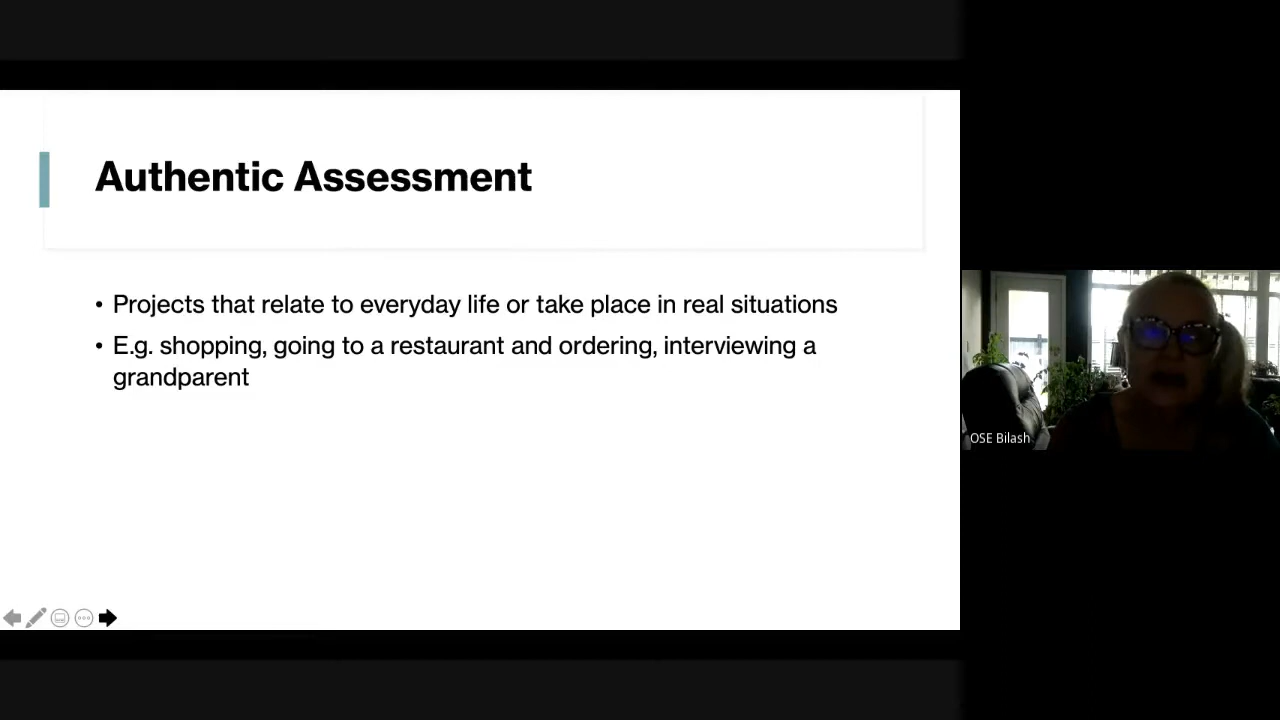 Authentic Assessment
• Projects that relate to everyday life or take place in real situations
• E.g. shopping, going to a restaurant and ordering, interviewing a
grandparent
OSE Bilash